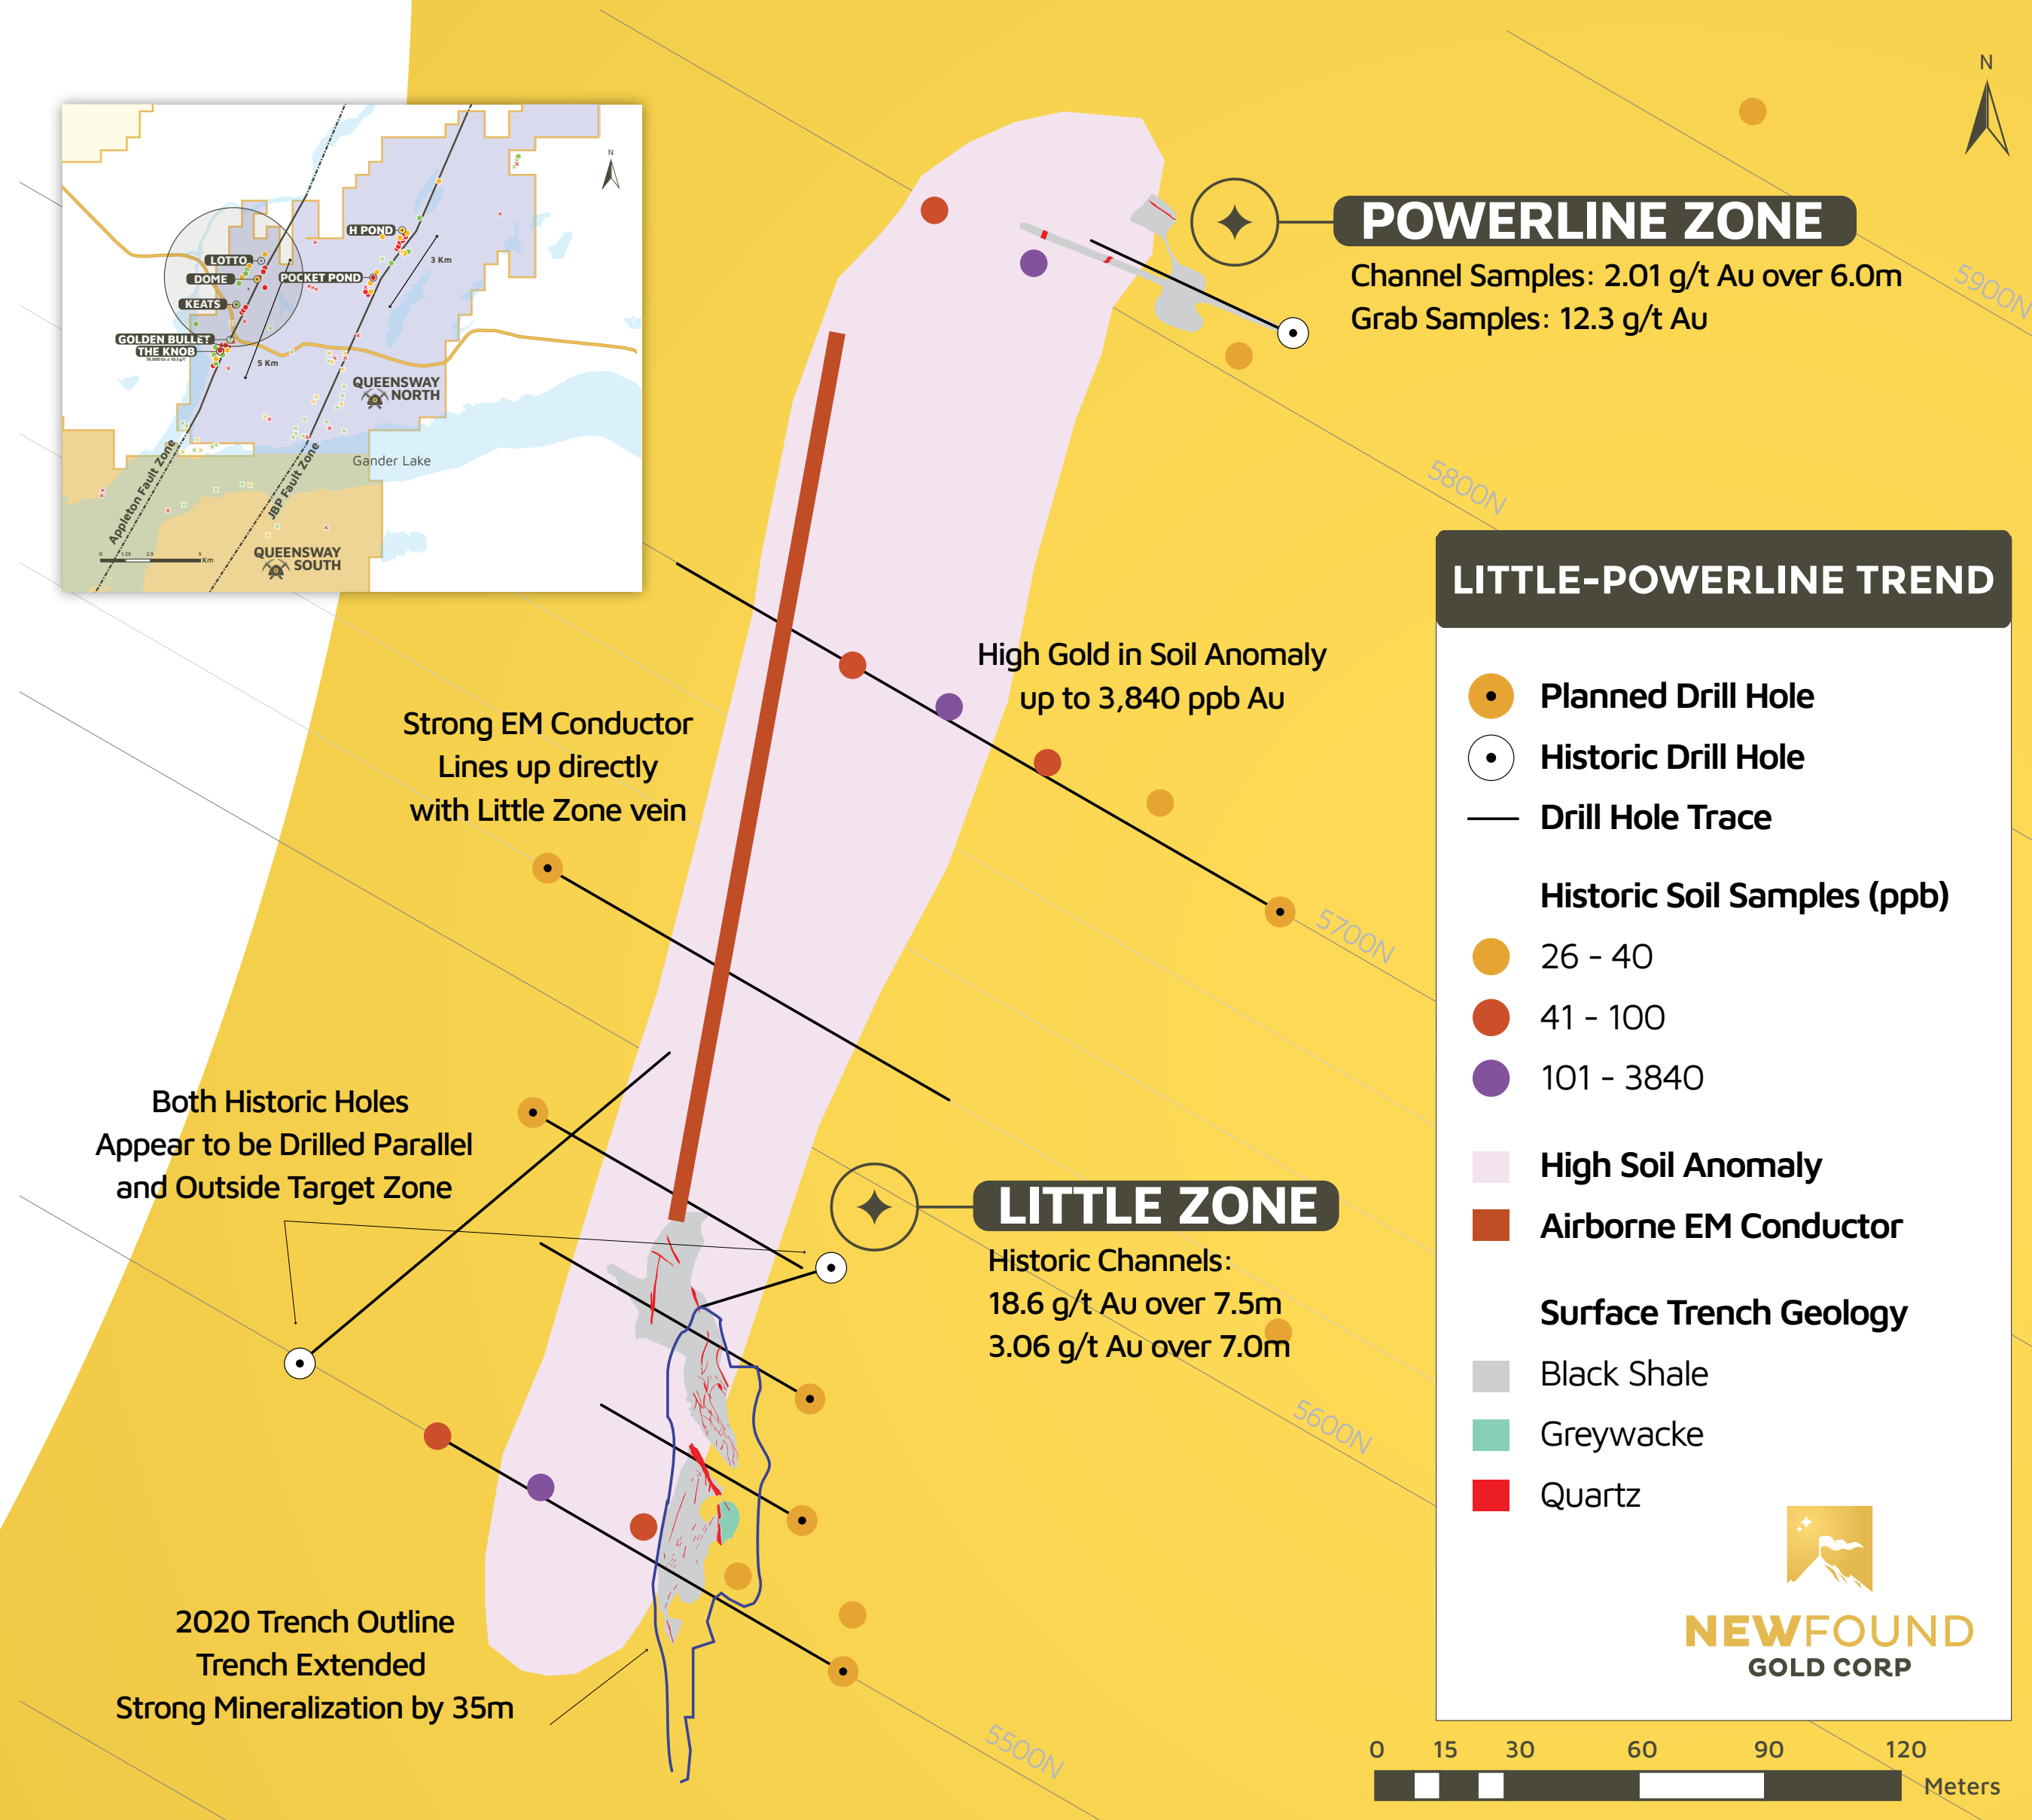 N
POWERLINE ZONE
Channel Samples: 2.01 g/t Au over 6.0m
Grab Samples: 12.3 g/t Au
5900N
5800N
N
H POND
LOTTO
DOME
POCKET POND
3 Km
KEATS
GOLDEN BULLET
THE KNOB
5 Km
QUEENSWAY
NORTH
Gander Lake
Appleton Fault Zone
JBP Fault Zone
QUEENSWAY
SOUTH
0 1.25 2.5 5
Km
High Gold in Soil Anomaly
up to 3,840 ppb Au
Strong EM Conductor
Lines up directly
with Little Zone vein
5700N
Both Historic Holes
Appear to be Drilled Parallel
and Outside Target Zone
LITTLE ZONE
Historic Channels:
18.6 g/t Au over 7.5m
3.06 g/t Au over 7.0m
5600N
2020 Trench Outline
Trench Extended
Strong Mineralization by 35m
5500N
LITTLE-POWERLINE TREND
Planned Drill Hole
Historic Drill Hole
Drill Hole Trace
Historic Soil Samples (ppb)
26 - 40
41 - 100
101 - 3840
High Soil Anomaly
Airborne EM Conductor
Surface Trench Geology
Black Shale
Greywacke
Quartz
NEWFOUND
GOLD CORP
0 15 30 60 90 120
Meters